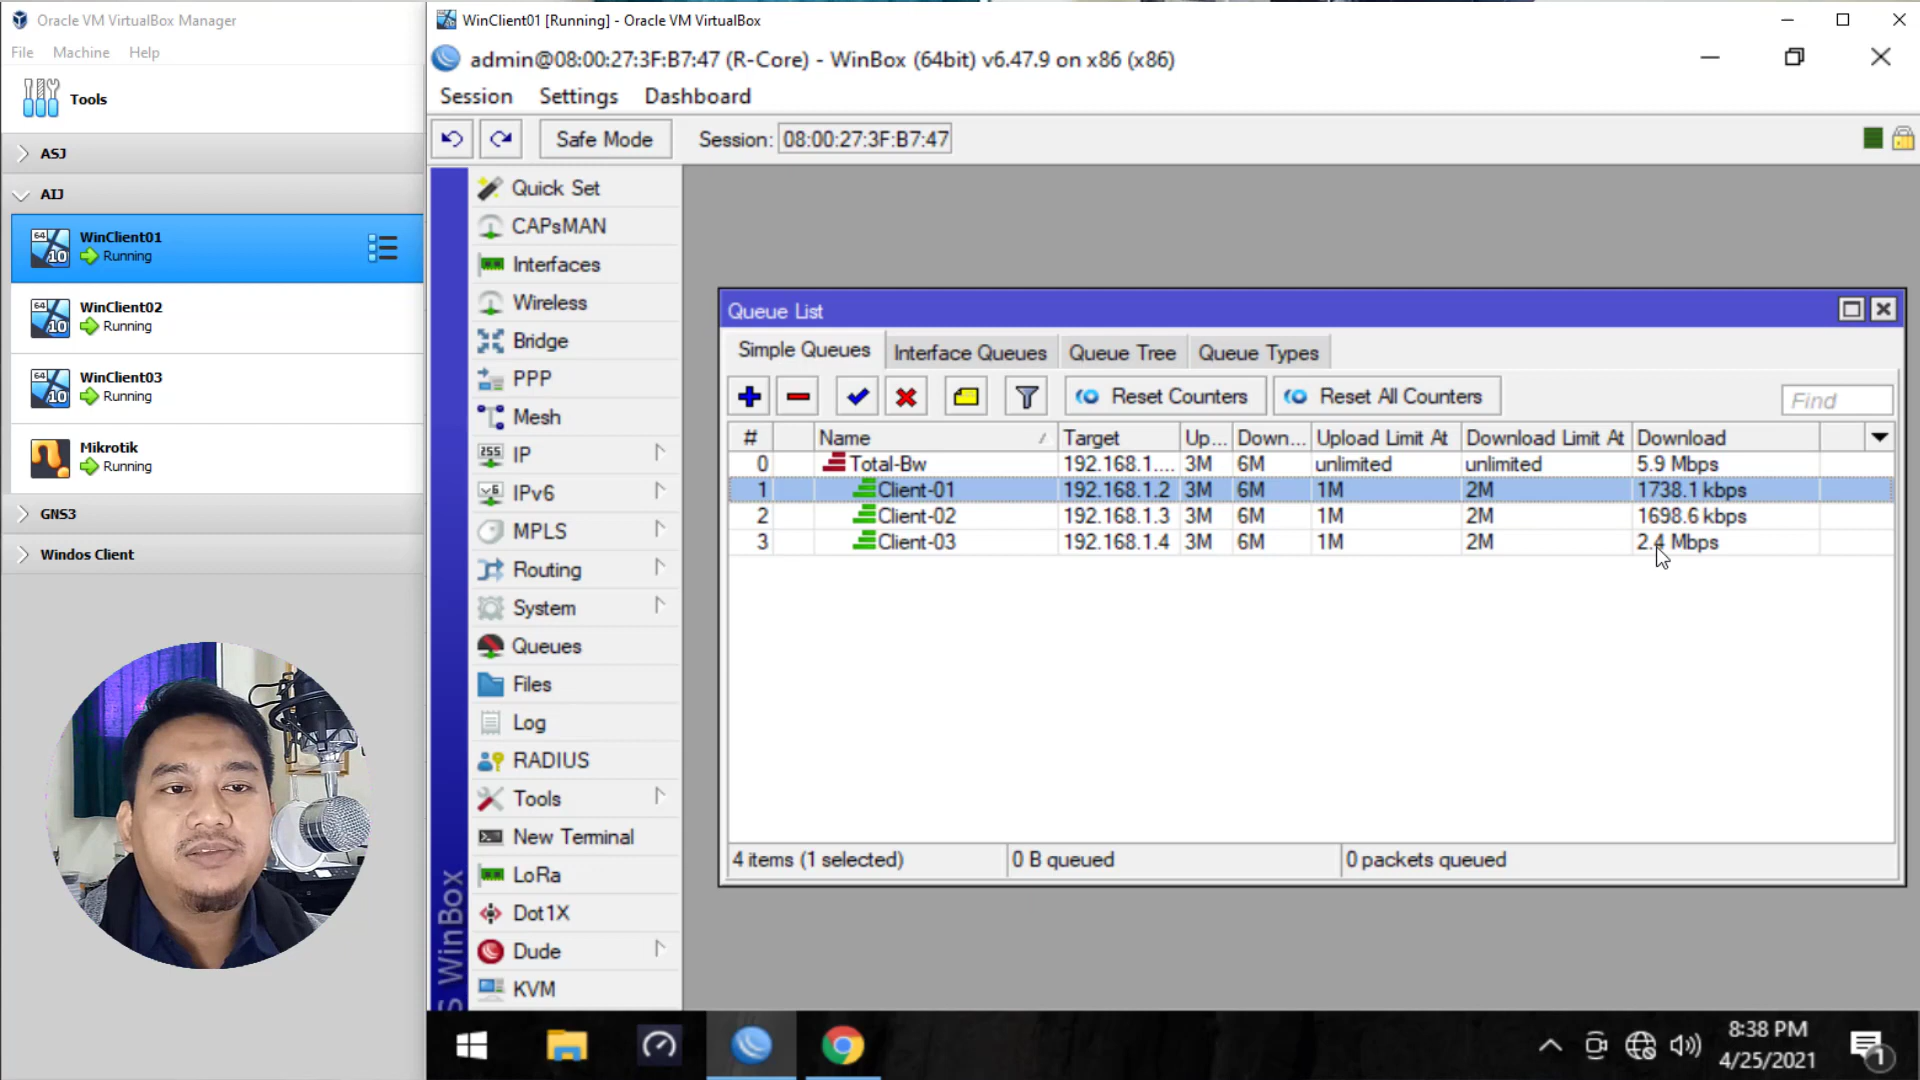 Oracle VM VirtualBox Manager
File Machine Help
Tools
ASJ
AIJ
64
10
WinClient01
Running
64
10
WinClient02
Running
64
10
WinClient03
Running
Mikrotik
Running
GNS3
Windos Client
WinClient01 [Running] - Oracle VM VirtualBox
admin@08:00:27:3F:B7:47 (R-Core) - WinBox (64bit) v6.47.9 on x86 (x86)
Session Settings Dashboard
Safe Mode Session: 08:00:27:3F:B7:47
Quick Set
CAPsMAN
Interfaces
Wireless
Bridge
PPP
Mesh
255 IP
v6 IPv6
MPLS
Routing
System
Queues
Files
Log
RADIUS
Tools
New Terminal
LoRa
Dot1X
Dude
KVM
S WinBox
Queue List
Simple Queues Interface Queues Queue Tree Queue Types
Reset Counters Reset All Counters Find
# Name Target Up... Down... Upload Limit At Download Limit At Download
0 Total-Bw 192.168.1.... 3M 6M unlimited unlimited 5.9 Mbps
1 Client-01 192.168.1.2 3M 6M 1M 2M 1738.1 kbps
2 Client-02 192.168.1.3 3M 6M 1M 2M 1698.6 kbps
3 Client-03 192.168.1.4 3M 6M 1M 2M 2.4 Mbps
4 items (1 selected) 0 B queued 0 packets queued
8:38 PM
4/25/2021
1